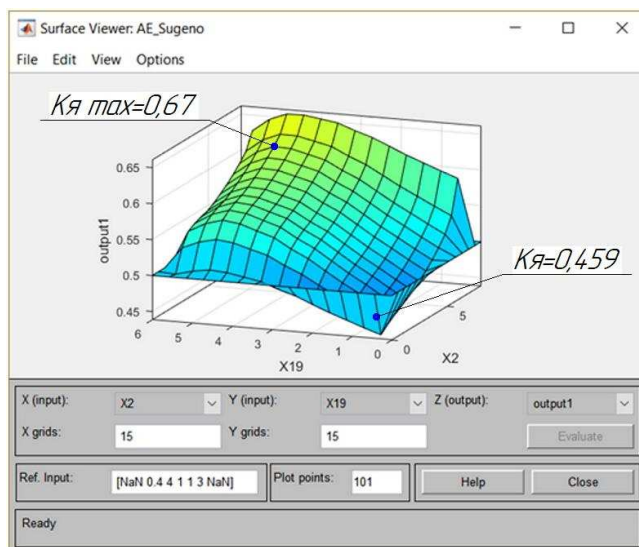 Surface Viewer: AE_Sugeno
File Edit View Options
Kя max=0,67
0.65
0.6
0.55
0.5
0.45
output1
Kя=0,459
6 5 4 3 2 1 0
X19
0 5
X2
X (input): X2 Y (input): X19 Z (output): output1
X grids: 15 Y grids: 15 Evaluate
Ref. Input: [NaN 0.4 4 1 1 3 NaN] Plot points: 101 Help Close
Ready